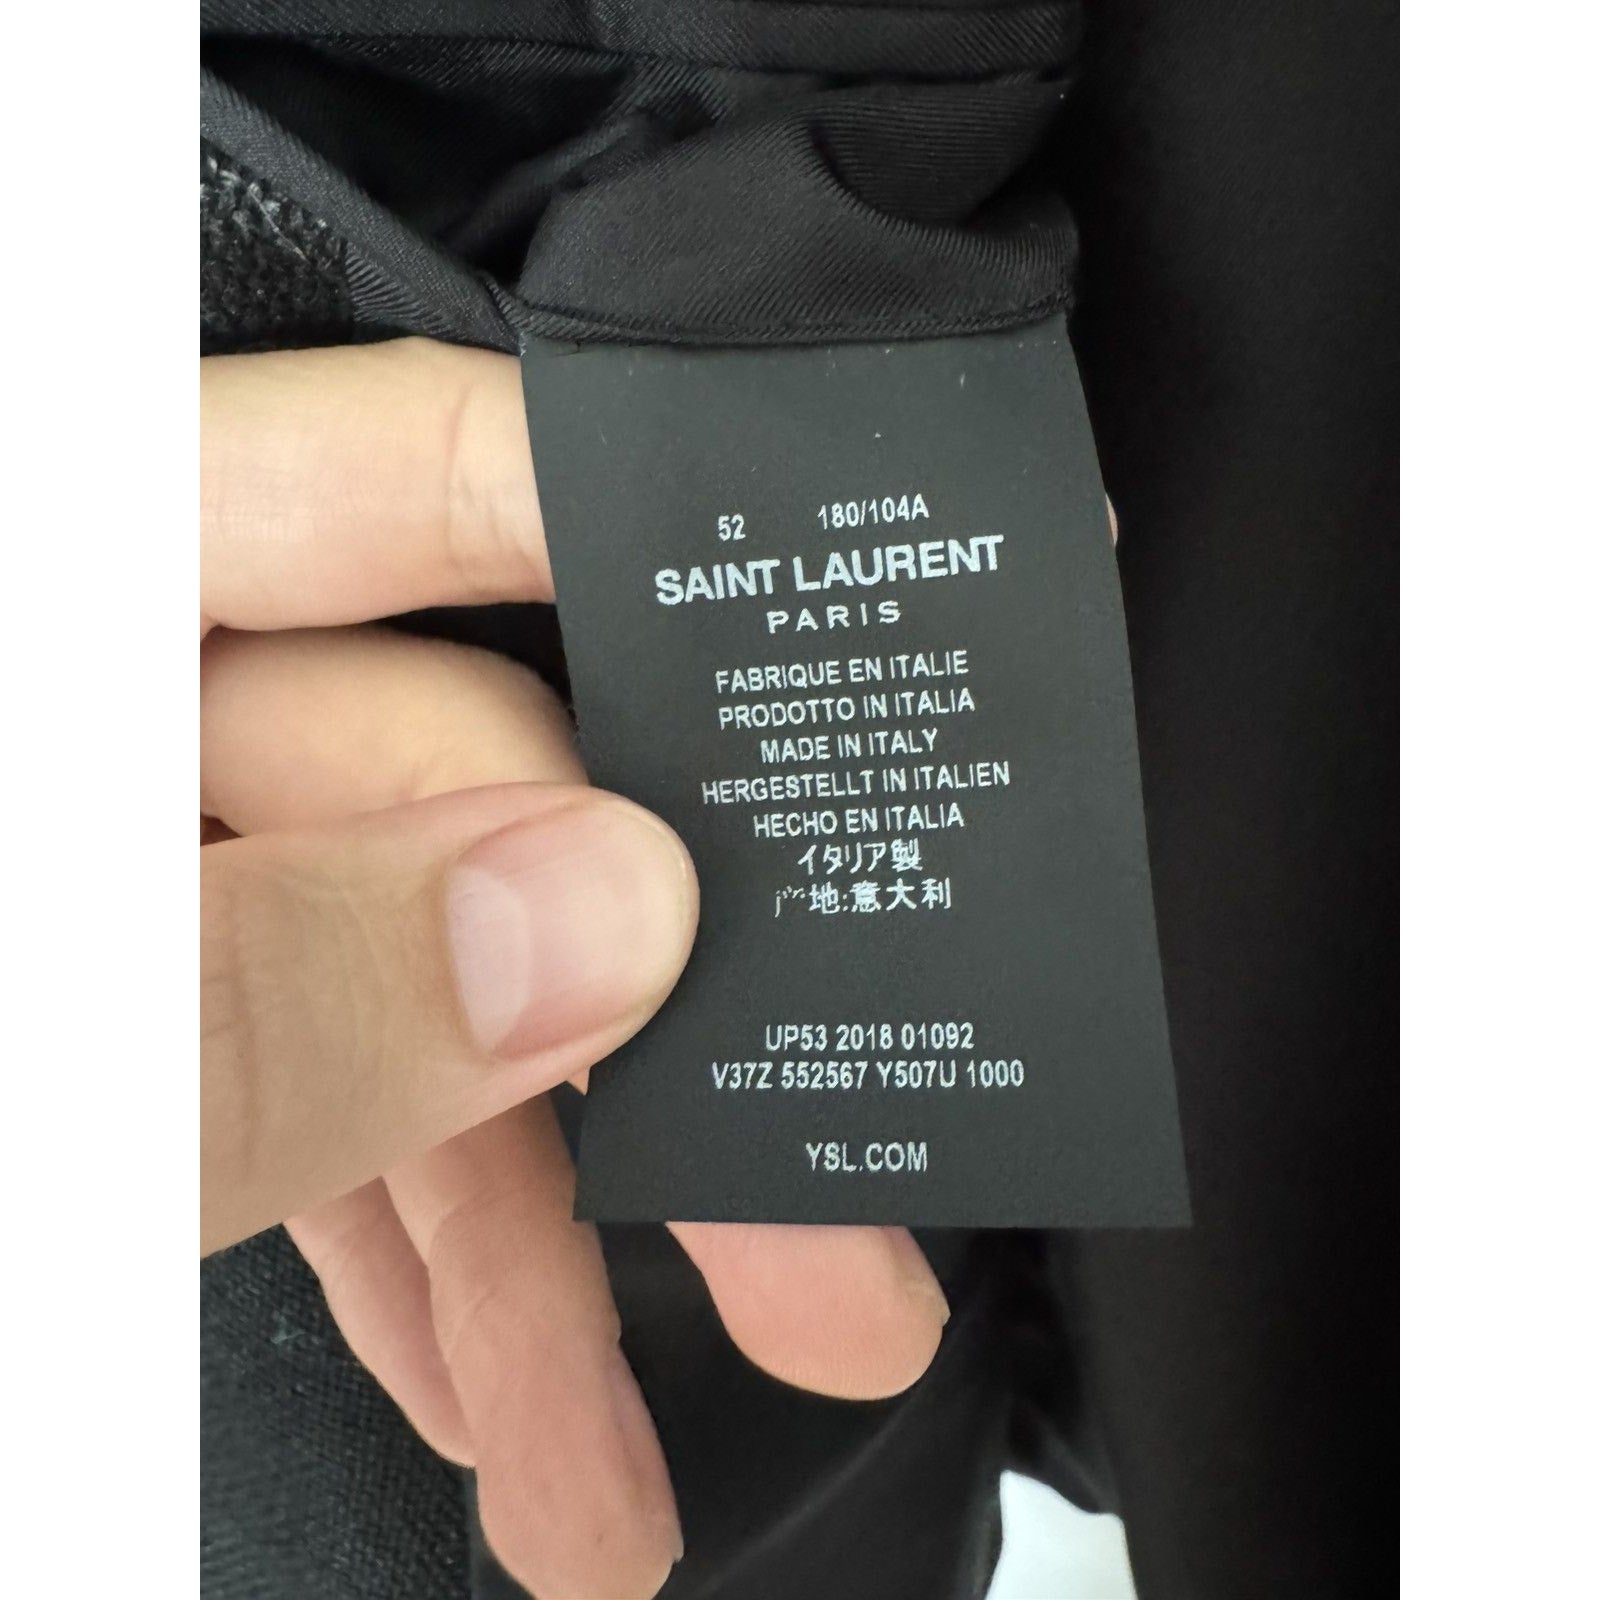 52 180/104A
SAINT LAURENT
PARIS
FABRIQUE EN ITALIE
PRODOTTO IN ITALIA
MADE IN ITALY
HERGESTELLT IN ITALIEN
HECHO EN ITALIA
イタリア製
地:意大利
UP53 2018 01092
V37Z 552567 Y507U 1000
YSL.COM